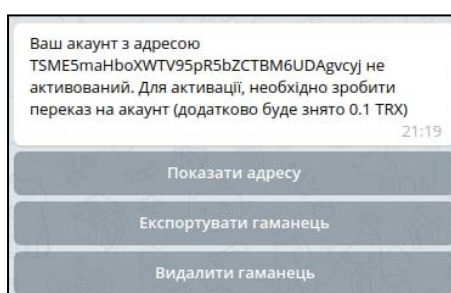 Ваш акаунт з адресою
TSME5maHboXWTV95pR5bZCTBM6UDAgvcyj не
активований. Для активації, необхідно зробити
переказ на акаунт (додатково буде знято 0.1 TRX)
21:19
Показати адресу
Експортувати гаманець
Видалити гаманець